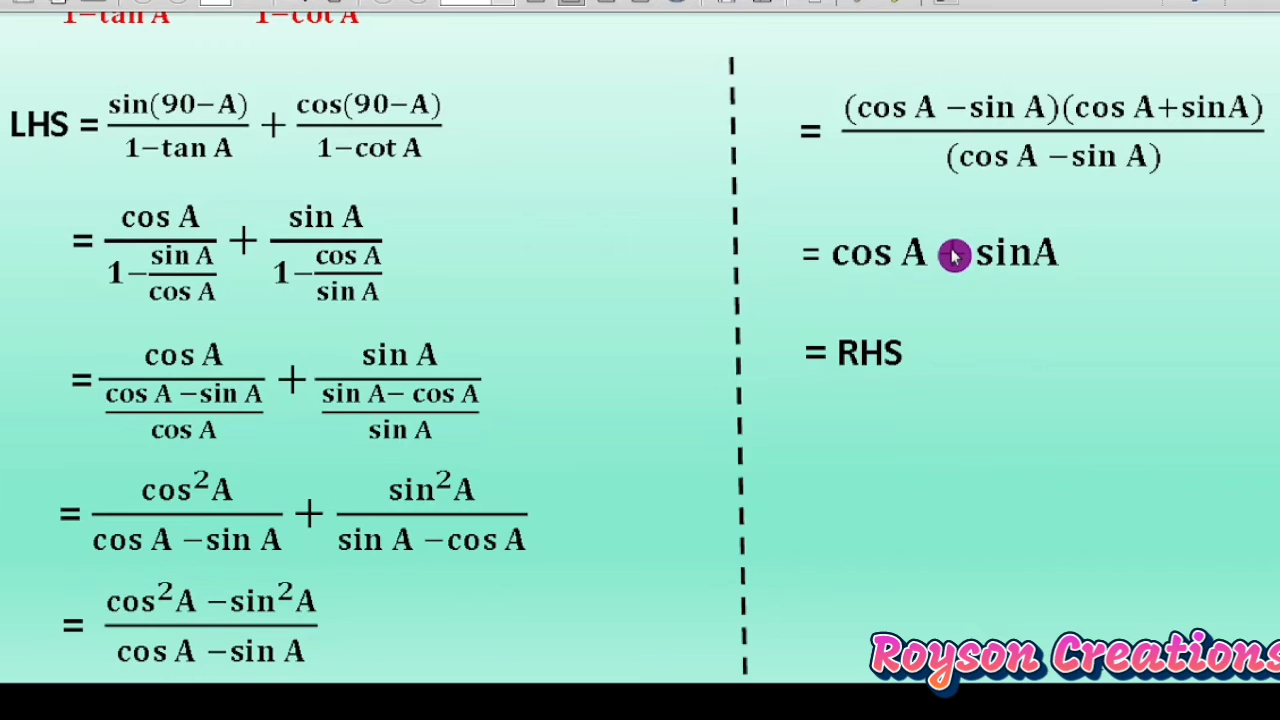 1−tan A 1−cot A
LHS = sin(90−A)/1−tan A + cos(90−A)/1−cot A
= cos A/1−sin A/cos A + sin A/1−cos A/sin A
= cos A/cos A −sin A/cos A + sin A/sin A− cos A/sin A
= cos²A/cos A −sin A + sin²A/sin A −cos A
= cos²A −sin²A/cos A −sin A
= (cos A −sin A)(cos A+sinA)/(cos A −sin A)
= cos A sinA
= RHS
Royson Creations